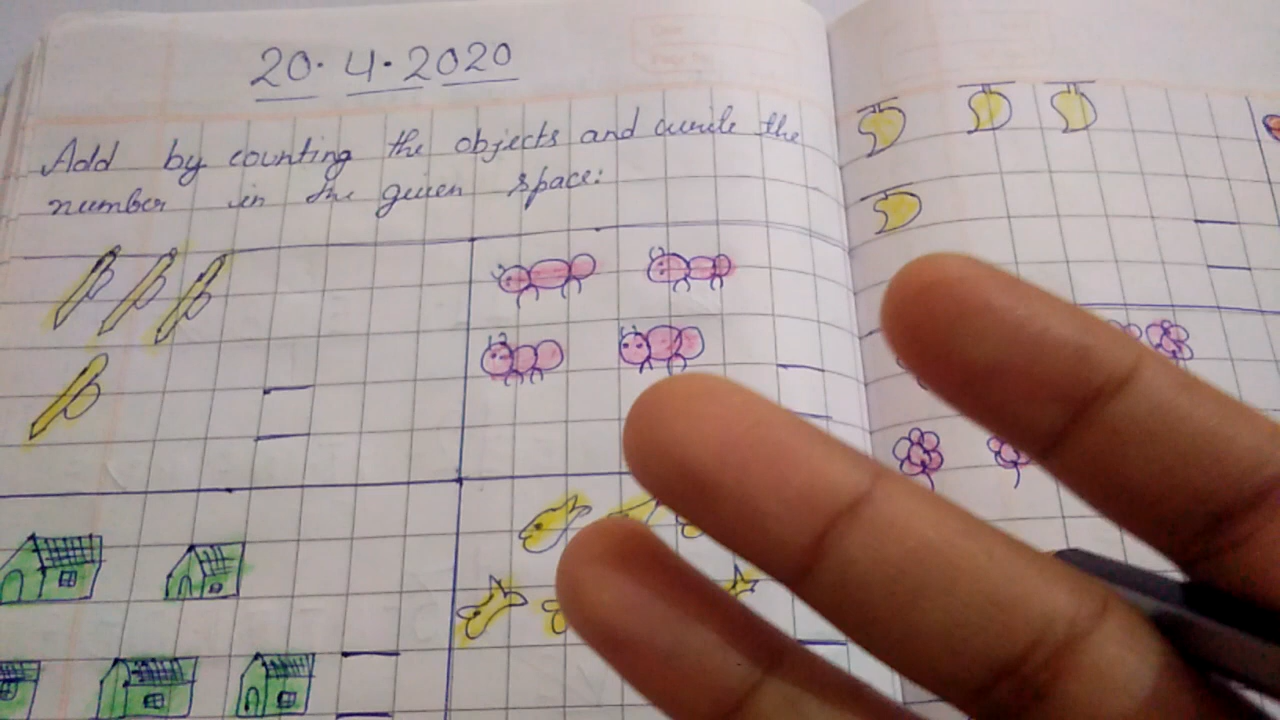 20.4.2020
Add by counting the objects and write the
number in the given space: